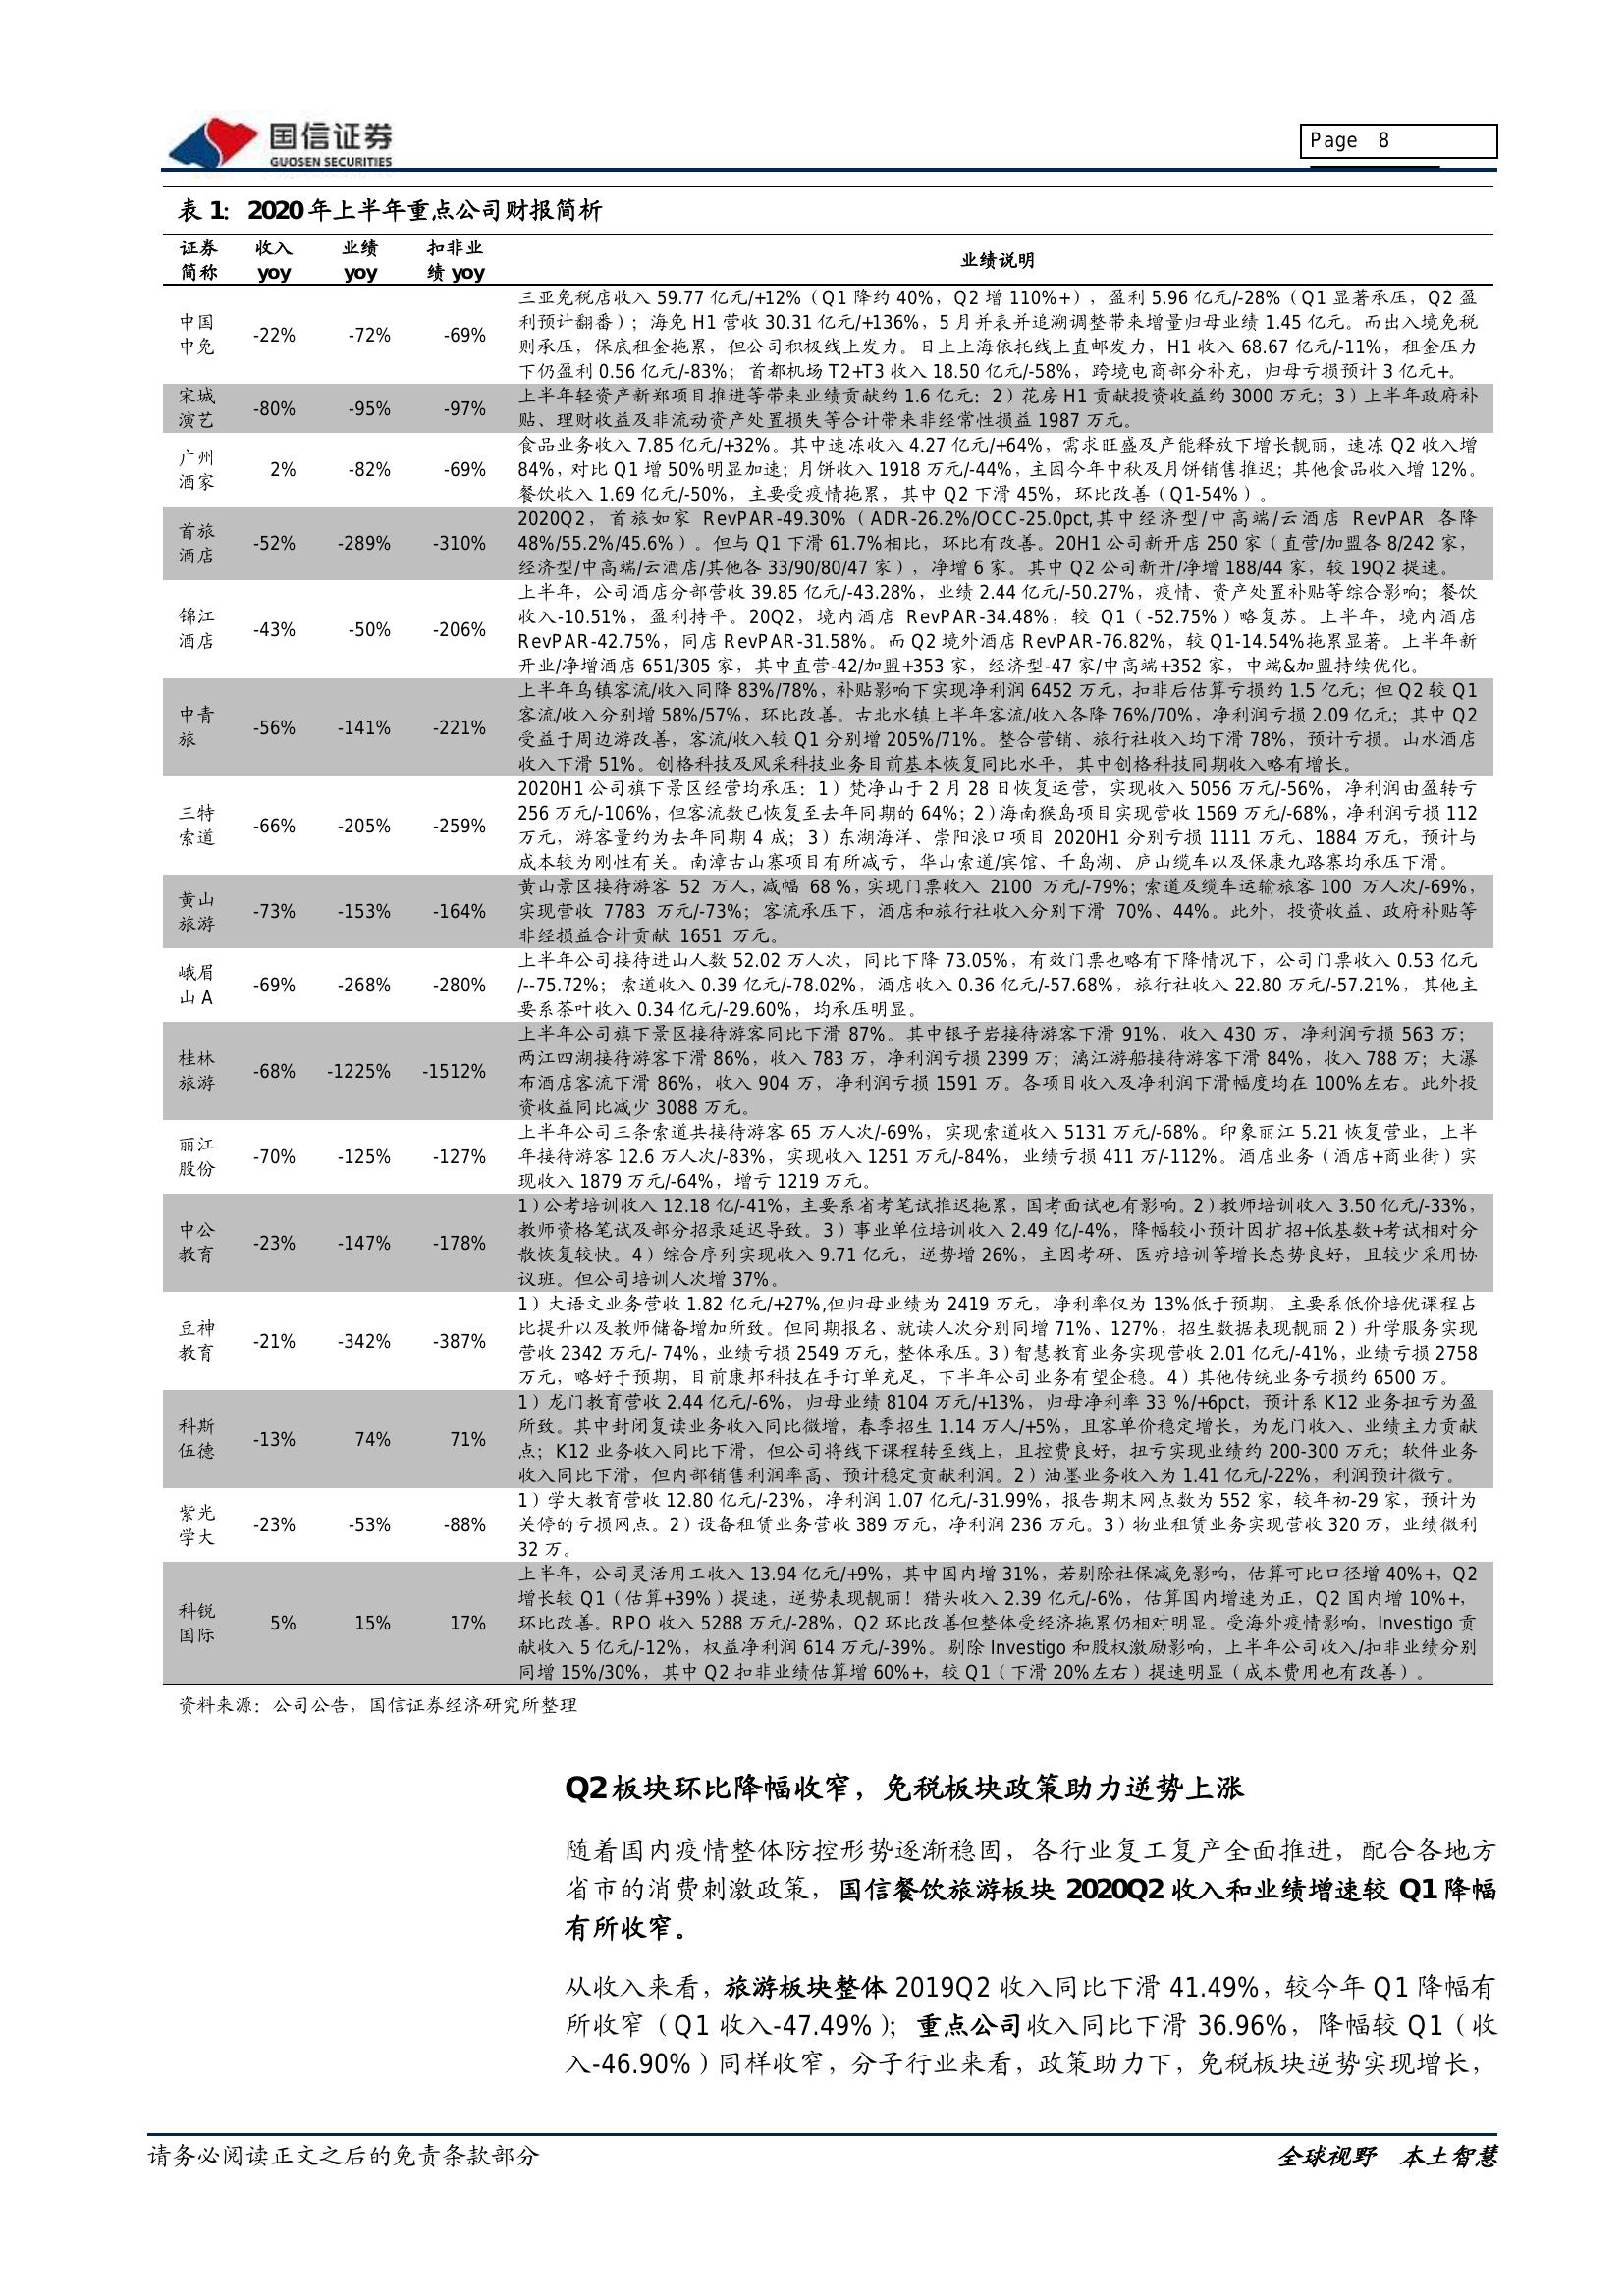 国信证券
GUOSEN SECURITIES
Page 8
表 1: 2020 年上半年重点公司财报简析
证券简称 收入 yoy 业绩 yoy 扣非业绩 yoy 业绩说明
中国中免 -22% -72% -69%
三亚免税店收入 59.77 亿元/+12%（Q1 降约 40%，Q2 增 110%+），盈利 5.96 亿元/-28%（Q1 显著承压，Q2 盈
利预计翻番）；海免 H1 营收 30.31 亿元/+136%，5 月并表并追溯调整带来增量归母业绩 1.45 亿元。而出入境免税
则承压，保底租金拖累，但公司积极线上发力。日上上海依托线上直邮发力，H1 收入 68.67 亿元/-11%，租金压力
下仍盈利 0.56 亿元/-83%；首都机场 T2+T3 收入 18.50 亿元/-58%，跨境电商部分补充，归母亏损预计 3 亿元+。
宋城演艺 -80% -95% -97%
上半年轻资产新郑项目推进等带来业绩贡献约 1.6 亿元：2）花房 H1 贡献投资收益约 3000 万元；3）上半年政府补
贴、理财收益及非流动资产处置损失等合计带来非经常性损益 1987 万元。
广州酒家 2% -82% -69%
食品业务收入 7.85 亿元/+32%。其中速冻收入 4.27 亿元/+64%，需求旺盛及产能释放下增长靓丽，速冻 Q2 收入增
84%，对比 Q1 增 50%明显加速；月饼收入 1918 万元/-44%，主因今年中秋及月饼销售推迟；其他食品收入增 12%。
餐饮收入 1.69 亿元/-50%，主要受疫情拖累，其中 Q2 下滑 45%，环比改善（Q1-54%）。
首旅酒店 -52% -289% -310%
2020Q2，首旅如家 RevPAR-49.30%（ADR-26.2%/OCC-25.0pct,其中经济型/中高端/云酒店 RevPAR 各降
48%/55.2%/45.6%）。但与 Q1 下滑 61.7%相比，环比有改善。20H1 公司新开店 250 家（直营/加盟各 8/242 家，
经济型/中高端/云酒店/其他各 33/90/80/47 家），净增 6 家。其中 Q2 公司新开/净增 188/44 家，较 19Q2 提速。
锦江酒店 -43% -50% -206%
上半年，公司酒店分部营收 39.85 亿元/-43.28%，业绩 2.44 亿元/-50.27%，疫情、资产处置补贴等综合影响；餐饮
收入-10.51%，盈利持平。20Q2，境内酒店 RevPAR-34.48%，较 Q1（-52.75%）略复苏。上半年，境内酒店
RevPAR-42.75%，同店 RevPAR-31.58%。而 Q2 境外酒店 RevPAR-76.82%，较 Q1-14.54%拖累显著。上半年新
开业/净增酒店 651/305 家，其中直营-42/加盟+353 家，经济型-47 家/中高端+352 家，中端&加盟持续优化。
中青旅 -56% -141% -221%
上半年乌镇客流/收入同降 83%/78%，补贴影响下实现净利润 6452 万元，扣非后估算亏损约 1.5 亿元；但 Q2 较 Q1
客流/收入分别增 58%/57%，环比改善。古北水镇上半年客流/收入各降 76%/70%，净利润亏损 2.09 亿元；其中 Q2
受益于周边游改善，客流/收入较 Q1 分别增 205%/71%。整合营销、旅行社收入均下滑 78%，预计亏损。山水酒店
收入下滑 51%。创格科技及风采科技业务目前基本恢复同比水平，其中创格科技同期收入略有增长。
三特索道 -66% -205% -259%
2020H1 公司旗下景区经营均承压：1）梵净山于 2 月 28 日恢复运营，实现收入 5056 万元/-56%，净利润由盈转亏
256 万元/-106%，但客流数已恢复至去年同期的 64%；2）海南猴岛项目实现营收 1569 万元/-68%，净利润亏损 112
万元，游客量约为去年同期 4 成；3）东湖海洋、崇阳浪口项目 2020H1 分别亏损 1111 万元、1884 万元，预计与
成本较为刚性有关。南漳古山寨项目有所减亏，华山索道/宾馆、千岛湖、庐山缆车以及保康九路寨均承压下滑。
黄山旅游 -73% -153% -164%
黄山景区接待游客 52 万人，减幅 68 %，实现门票收入 2100 万元/-79%；索道及缆车运输旅客 100 万人次/-69%，
实现营收 7783 万元/-73%；客流承压下，酒店和旅行社收入分别下滑 70%、44%。此外，投资收益、政府补贴等
非经损益合计贡献 1651 万元。
峨眉山 A -69% -268% -280%
上半年公司接待进山人数 52.02 万人次，同比下降 73.05%，有效门票也略有下降情况下，公司门票收入 0.53 亿元
/--75.72%；索道收入 0.39 亿元/-78.02%，酒店收入 0.36 亿元/-57.68%，旅行社收入 22.80 万元/-57.21%，其他主
要系茶叶收入 0.34 亿元/-29.60%，均承压明显。
桂林旅游 -68% -1225% -1512%
上半年公司旗下景区接待游客同比下滑 87%。其中银子岩接待游客下滑 91%，收入 430 万，净利润亏损 563 万；
两江四湖接待游客下滑 86%，收入 783 万，净利润亏损 2399 万；漓江游船接待游客下滑 84%，收入 788 万；大瀑
布酒店客流下滑 86%，收入 904 万，净利润亏损 1591 万。各项目收入及净利润下滑幅度均在 100%左右。此外投
资收益同比减少 3088 万元。
丽江股份 -70% -125% -127%
上半年公司三条索道共接待游客 65 万人次/-69%，实现索道收入 5131 万元/-68%。印象丽江 5.21 恢复营业，上半
年接待游客 12.6 万人次/-83%，实现收入 1251 万元/-84%，业绩亏损 411 万/-112%。酒店业务（酒店+商业街）实
现收入 1879 万元/-64%，增亏 1219 万元。
中公教育 -23% -147% -178%
1）公考培训收入 12.18 亿/-41%，主要系省考笔试推迟拖累，国考面试也有影响。2）教师培训收入 3.50 亿元/-33%，
教师资格笔试及部分招录延迟导致。3）事业单位培训收入 2.49 亿/-4%，降幅较小预计因扩招+低基数+考试相对分
散恢复较快。4）综合序列实现收入 9.71 亿元，逆势增 26%，主因考研、医疗培训等增长态势良好，且较少采用协
议班。但公司培训人次增 37%。
豆神教育 -21% -342% -387%
1）大语文业务营收 1.82 亿元/+27%,但归母业绩为 2419 万元，净利率仅为 13%低于预期，主要系低价培优课程占
比提升以及教师储备增加所致。但同期报名、就读人次分别同增 71%、127%，招生数据表现靓丽 2）升学服务实现
营收 2342 万元/- 74%，业绩亏损 2549 万元，整体承压。3）智慧教育业务实现营收 2.01 亿元/-41%，业绩亏损 2758
万元，略好于预期，目前康邦科技在手订单充足，下半年公司业务有望企稳。4）其他传统业务亏损约 6500 万。
科斯伍德 -13% 74% 71%
1）龙门教育营收 2.44 亿元/-6%，归母业绩 8104 万元/+13%，归母净利率 33 %/+6pct，预计系 K12 业务扭亏为盈
所致。其中封闭复读业务收入同比微增，春季招生 1.14 万人/+5%，且客单价稳定增长，为龙门收入、业绩主力贡献
点；K12 业务收入同比下滑，但公司将线下课程转至线上，且控费良好，扭亏实现业绩约 200-300 万元；软件业务
收入同比下滑，但内部销售利润率高、预计稳定贡献利润。2）油墨业务收入为 1.41 亿元/-22%，利润预计微亏。
紫光学大 -23% -53% -88%
1）学大教育营收 12.80 亿元/-23%，净利润 1.07 亿元/-31.99%，报告期末网点数为 552 家，较年初-29 家，预计为
关停的亏损网点。2）设备租赁业务营收 389 万元，净利润 236 万元。3）物业租赁业务实现营收 320 万，业绩微利
32 万。
科锐国际 5% 15% 17%
上半年，公司灵活用工收入 13.94 亿元/+9%，其中国内增 31%，若剔除社保减免影响，估算可比口径增 40%+，Q2
增长较 Q1（估算+39%）提速，逆势表现靓丽！猎头收入 2.39 亿元/-6%，估算国内增速为正，Q2 国内增 10%+，
环比改善。RPO 收入 5288 万元/-28%，Q2 环比改善但整体受经济拖累仍相对明显。受海外疫情影响，Investigo 贡
献收入 5 亿元/-12%，权益净利润 614 万元/-39%。剔除 Investigo 和股权激励影响，上半年公司收入/扣非业绩分别
同增 15%/30%，其中 Q2 扣非业绩估算增 60%+，较 Q1（下滑 20%左右）提速明显（成本费用也有改善）。
资料来源：公司公告，国信证券经济研究所整理
Q2 板块环比降幅收窄，免税板块政策助力逆势上涨
随着国内疫情整体防控形势逐渐稳固，各行业复工复产全面推进，配合各地方
省市的消费刺激政策，国信餐饮旅游板块 2020Q2 收入和业绩增速较 Q1 降幅
有所收窄。
从收入来看，旅游板块整体 2019Q2 收入同比下滑 41.49%，较今年 Q1 降幅有
所收窄（Q1 收入-47.49%）；重点公司收入同比下滑 36.96%，降幅较 Q1（收
入-46.90%）同样收窄，分子行业来看，政策助力下，免税板块逆势实现增长，
请务必阅读正文之后的免责条款部分
全球视野 本土智慧